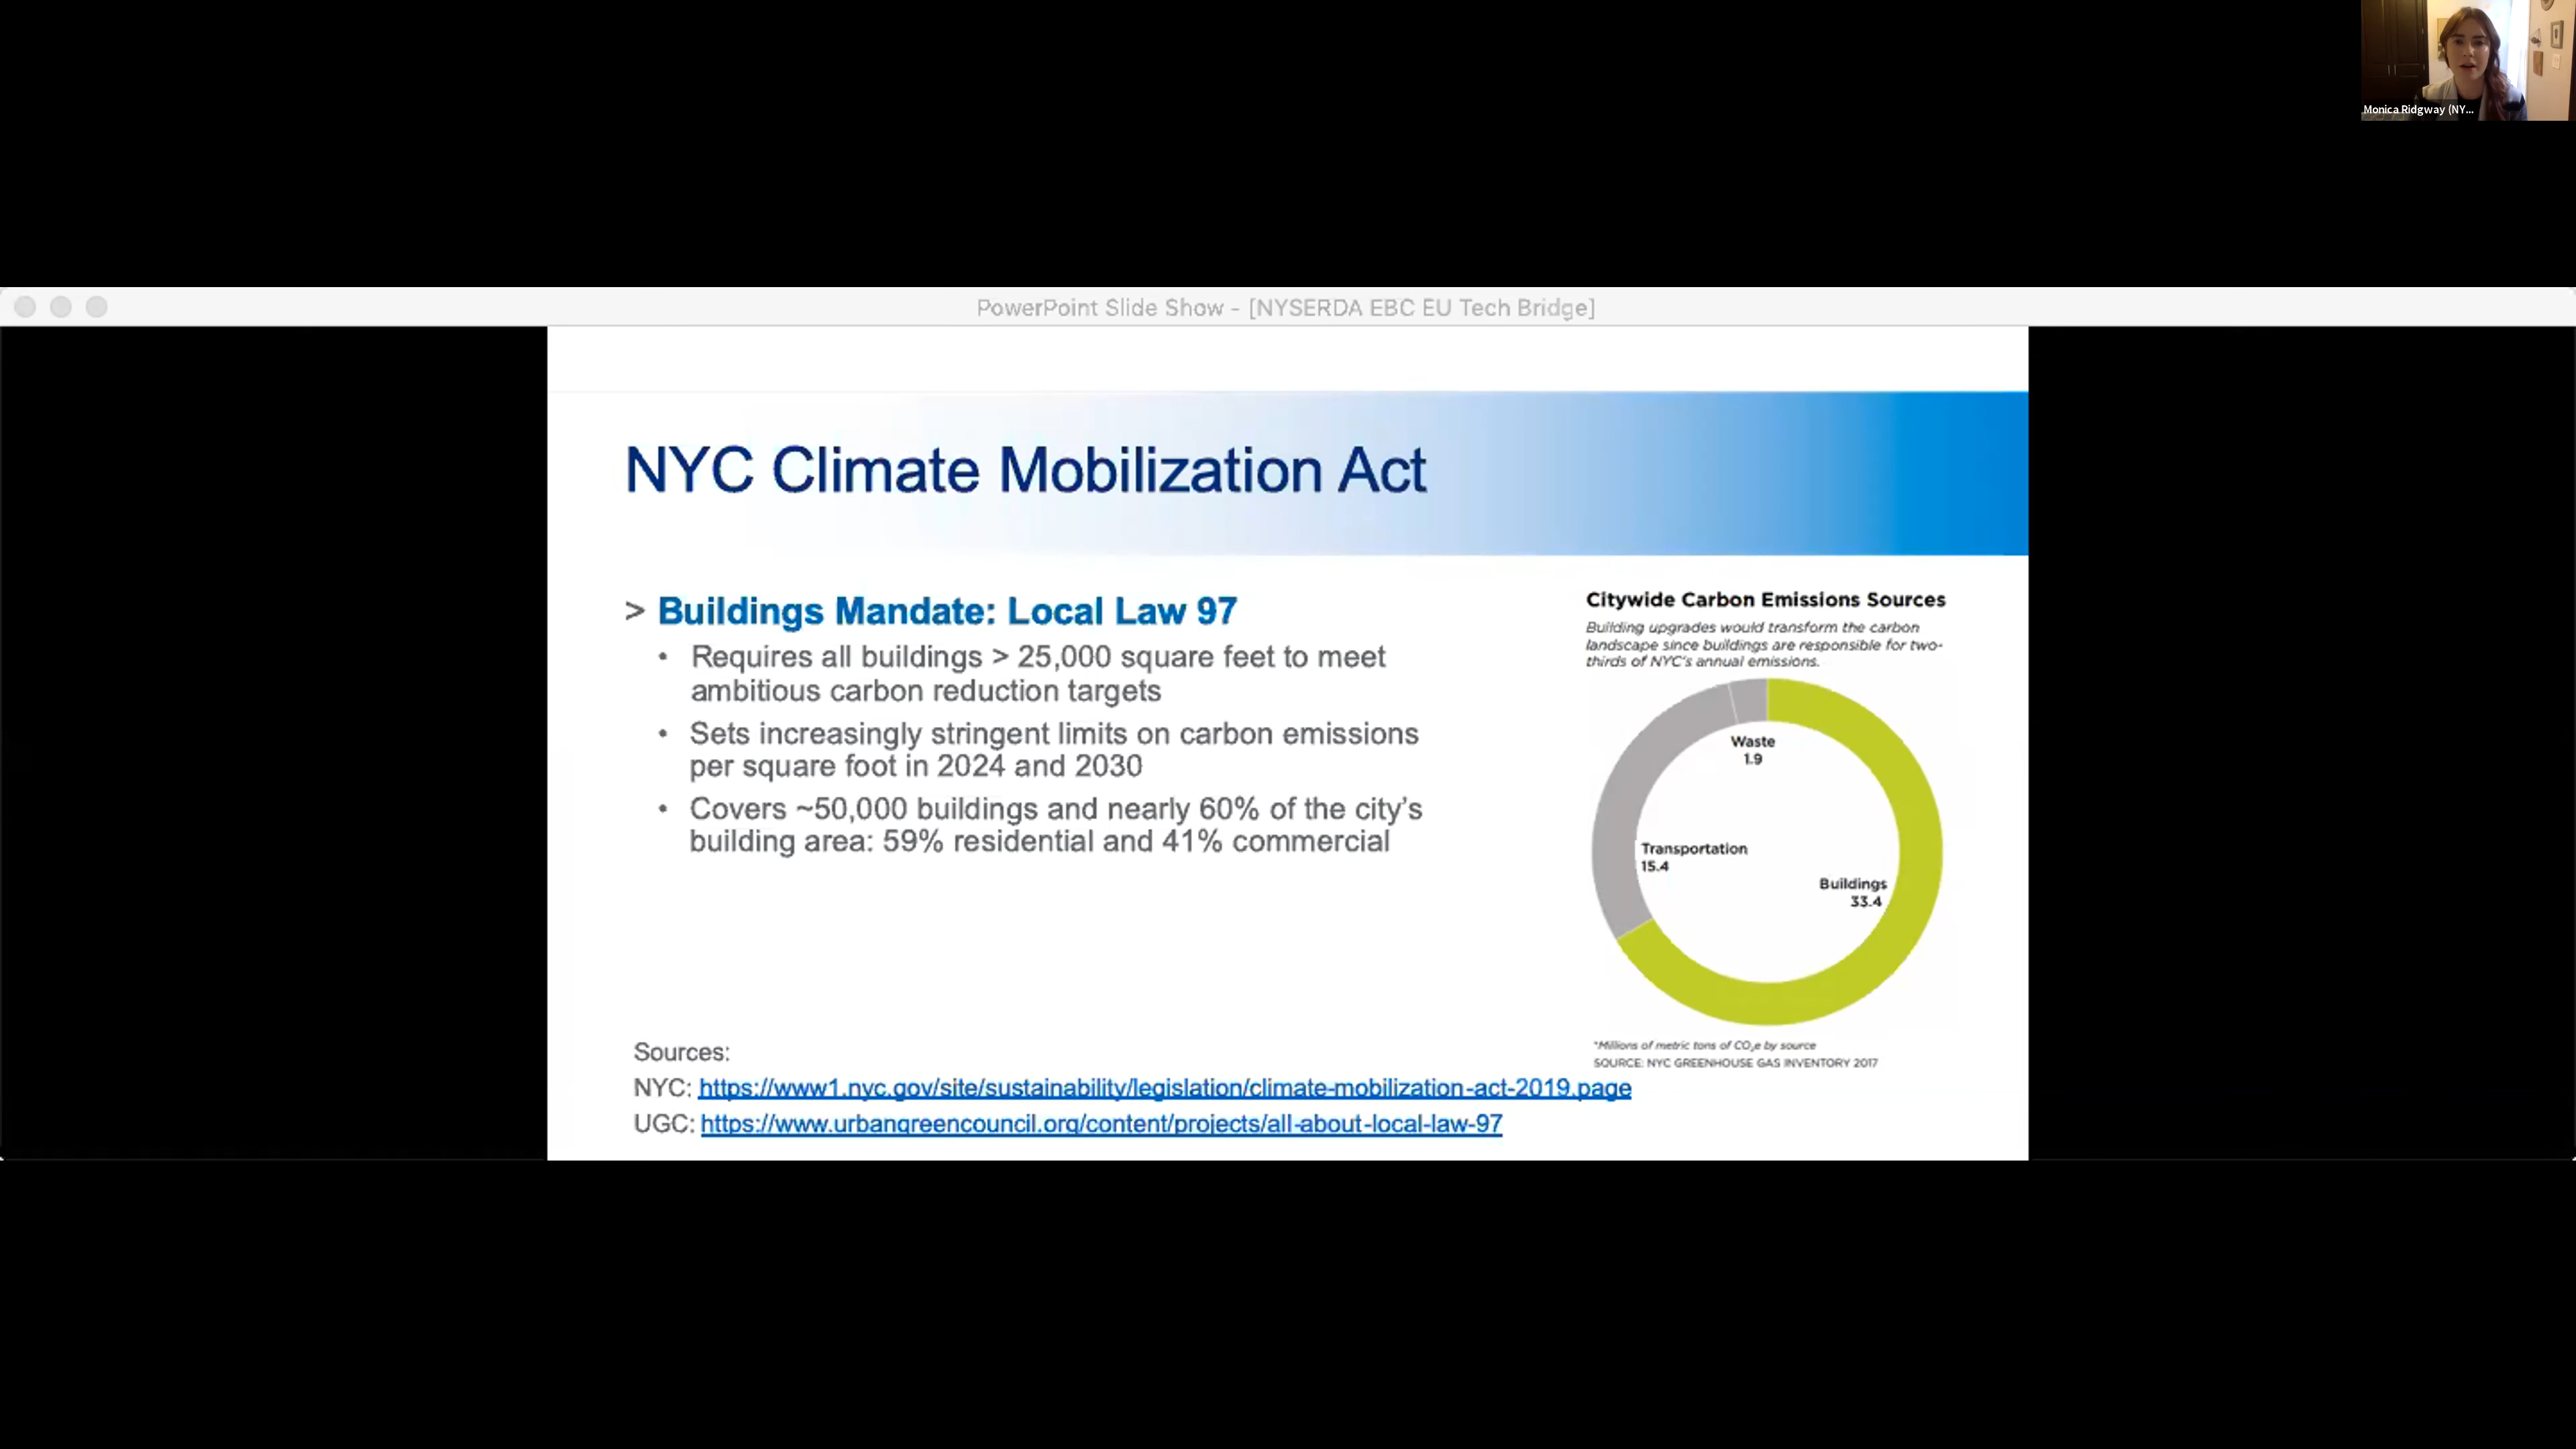 Monica Ridgway (NY...
PowerPoint Slide Show - [NYSERDA EBC EU Tech Bridge]
NYC Climate Mobilization Act
> Buildings Mandate: Local Law 97
• Requires all buildings > 25,000 square feet to meet
ambitious carbon reduction targets
• Sets increasingly stringent limits on carbon emissions
per square foot in 2024 and 2030
• Covers ~50,000 buildings and nearly 60% of the city's
building area: 59% residential and 41% commercial
Citywide Carbon Emissions Sources
Building upgrades would transform the carbon
landscape since buildings are responsible for two-
thirds of NYC's annual emissions.
Waste
1.9
Transportation
15.4
Buildings
33.4
*Millions of metric tons of CO₂e by source
SOURCE: NYC GREENHOUSE GAS INVENTORY 2017
Sources:
NYC: https://www1.nyc.gov/site/sustainability/legislation/climate-mobilization-act-2019.page
UGC: https://www.urbangreencouncil.org/content/projects/all-about-local-law-97